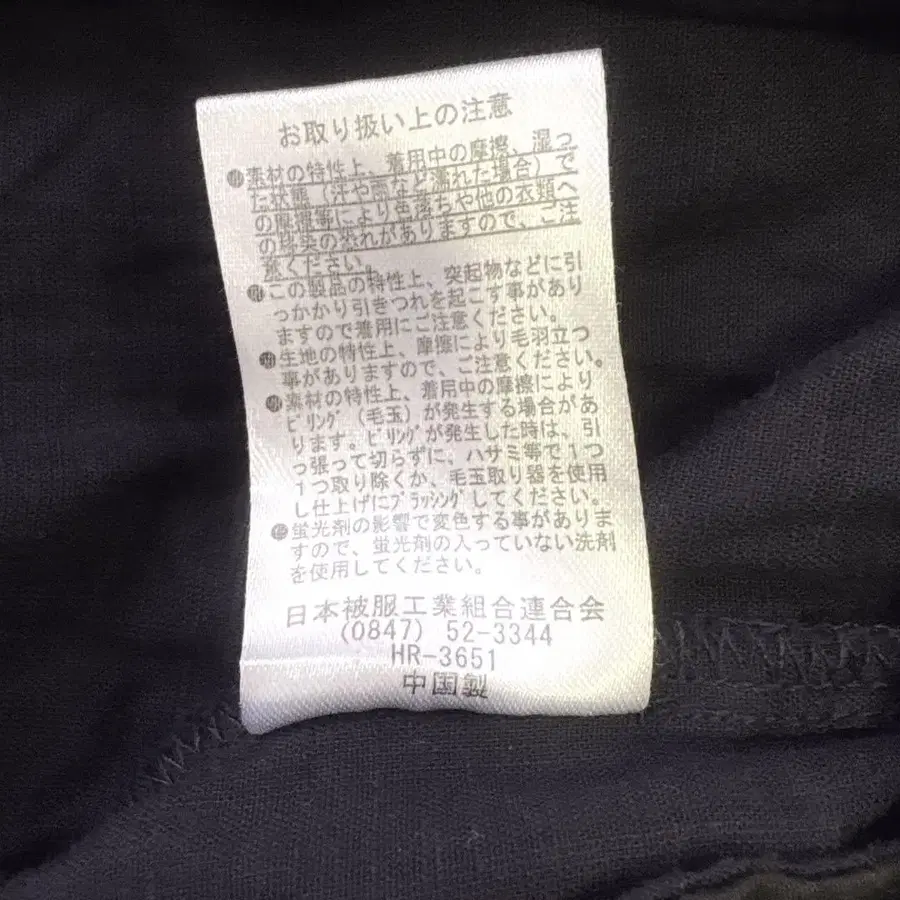 お取り扱い上の注意
素材の特性上、着用中の摩擦、湿っ
た状態（汗や雨など濡れた場合）で
の摩擦等により色落ちや他の衣類へ
の移染の恐れがありますので、ご注
意ください。
この製品の特性上、突起物などに引
っかかり引きつれを起こす事があり
ますので着用にご注意ください。
生地の特性上、摩擦により毛羽立つ
事がありますので、ご注意ください。
素材の特性上、着用中の摩擦により
ﾋﾟﾘﾝｸﾞ（毛玉）が発生する場合があ
ります。ﾋﾟﾘﾝｸﾞが発生した時は、引
っ張って切らずに、ハサミ等で１つ
１つ取り除くか、毛玉取り器を使用
し仕上げにﾌﾞﾗｯｼﾝｸﾞしてください。
蛍光剤の影響で変色する事がありま
すので、蛍光剤の入っていない洗剤
を使用してください。
日本被服工業組合連合会
(0847) 52-3344
HR-3651
中国製